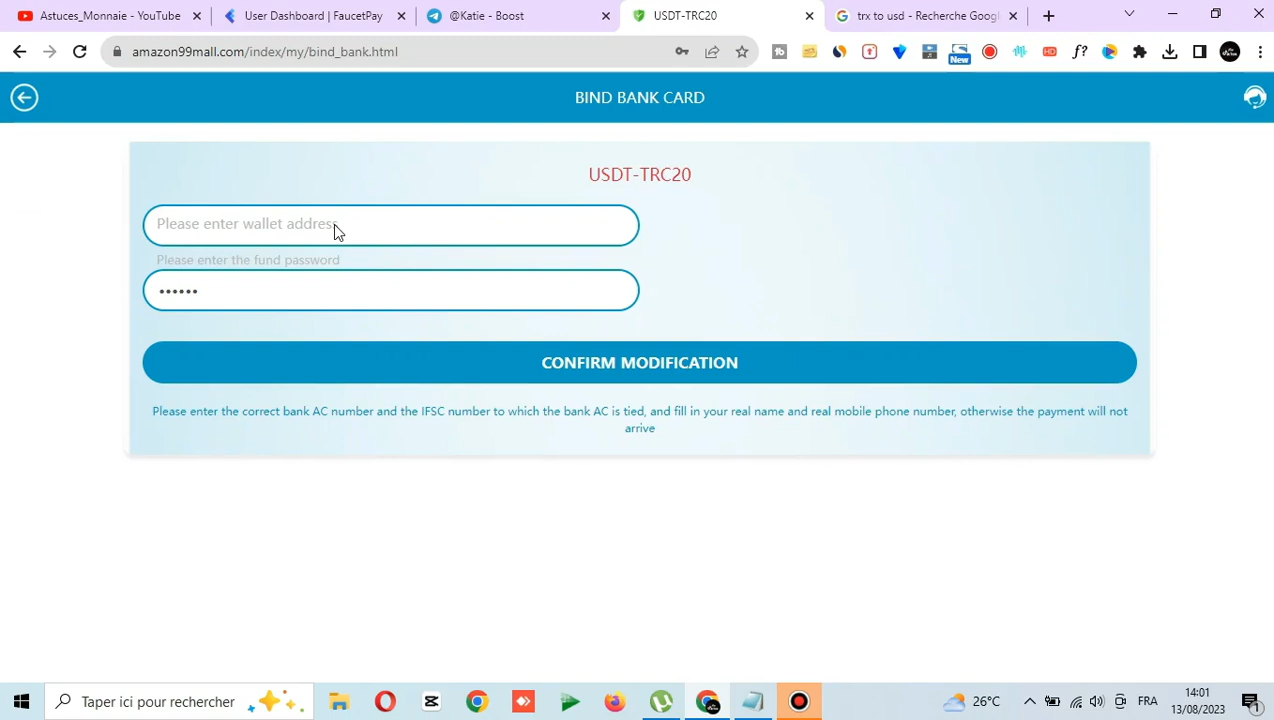 Astuces_Monnaie - YouTube
User Dashboard | FaucetPay
@Katie - Boost
USDT-TRC20
trx to usd - Recherche Googl
amazon99mall.com/index/my/bind_bank.html
New
BIND BANK CARD
USDT-TRC20
Please enter wallet address
Please enter the fund password
CONFIRM MODIFICATION
Please enter the correct bank AC number and the IFSC number to which the bank AC is tied, and fill in your real name and real mobile phone number, otherwise the payment will not
arrive
Taper ici pour rechercher
26°C
FRA
14:01
13/08/2023